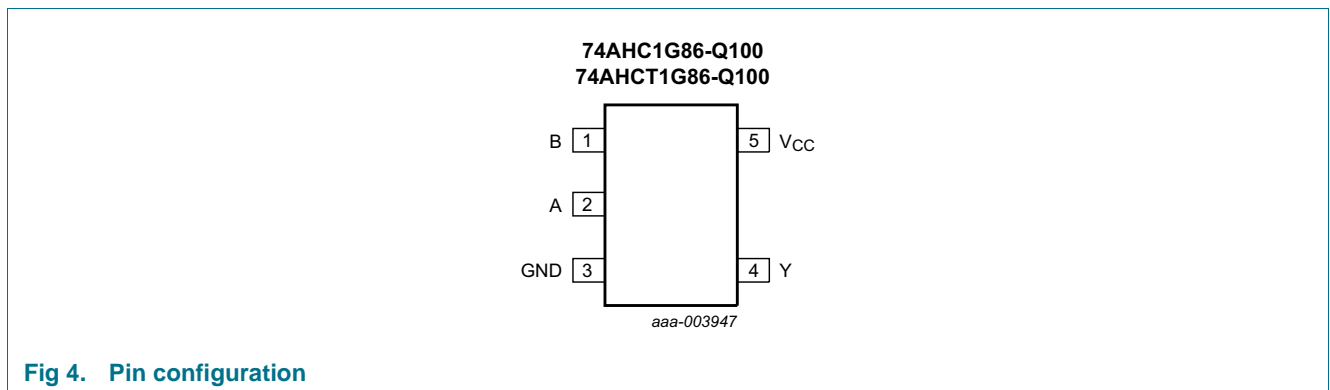 74AHC1G86-Q100
74AHCT1G86-Q100
B 1
5 VCC
A 2
GND 3
4 Y
aaa-003947
Fig 4. Pin configuration